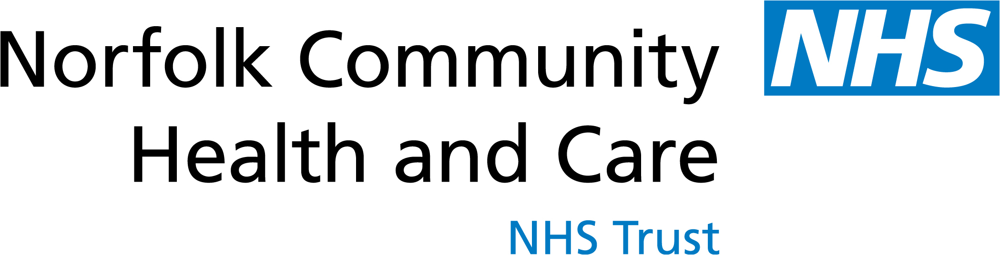 Norfolk Community NHS
Health and Care
NHS Trust